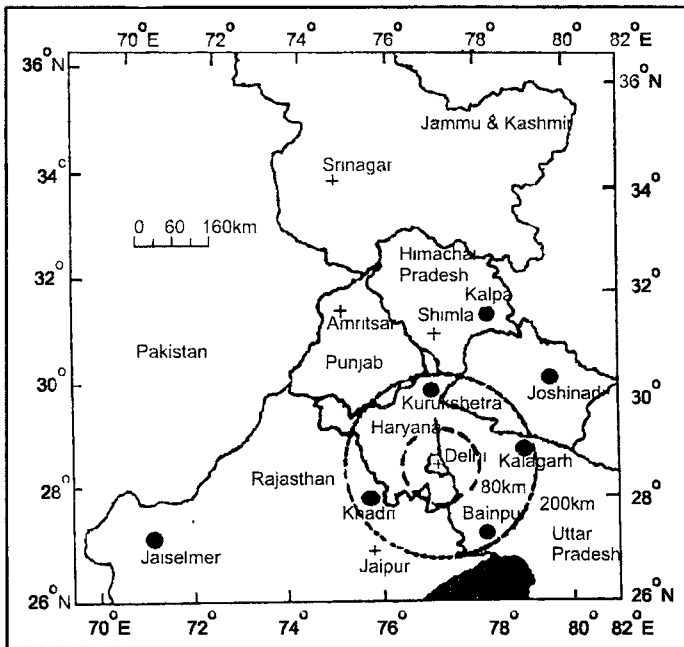 70° E 72° 74° 75° 76° 78° 80° 82° E
36° N
36° N
Jammu & Kashmir
Srinagar
34°
34°
0 60 160km
Himachal
Pradesh
32°
32°
Kalpa
Amritsar
Shimla
Pakistan
Punjab
30°
30°
Kurukshetra
Joshinada
Haryana
Delhi
Kalagarh
Rajasthan
28°
80km
28°
Khadri
200km
Bainpur
Uttar
Pradesh
Jaiselmer
Jaipur
26° N
26° N
70° E 72° 74° 76° 78° 80° 82° E